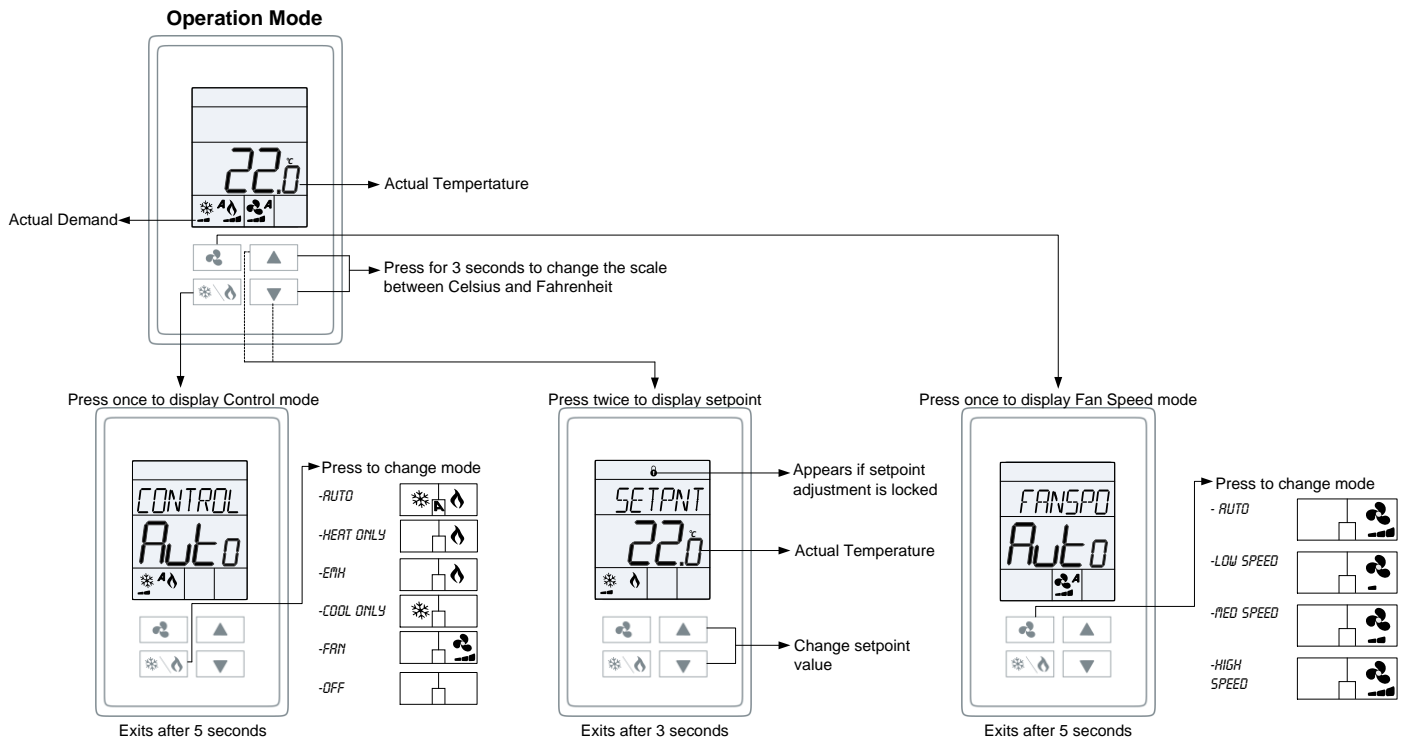 Operation Mode
22.0 °C
Actual Tempertature
Actual Demand
A
A
Press for 3 seconds to change the scale
between Celsius and Fahrenheit
Press once to display Control mode
CONTROL
Auto
A
Press to change mode
-AUTO
A
-HEAT ONLY
-EMH
-COOL ONLY
-FAN
-OFF
Exits after 5 seconds
Press twice to display setpoint
SETPNT
22.0 °C
Appears if setpoint
adjustment is locked
Actual Temperature
Change setpoint
value
Exits after 3 seconds
Press once to display Fan Speed mode
FANSPD
Auto
A
Press to change mode
- AUTO
-LOW SPEED
-MED SPEED
-HIGH
SPEED
Exits after 5 seconds